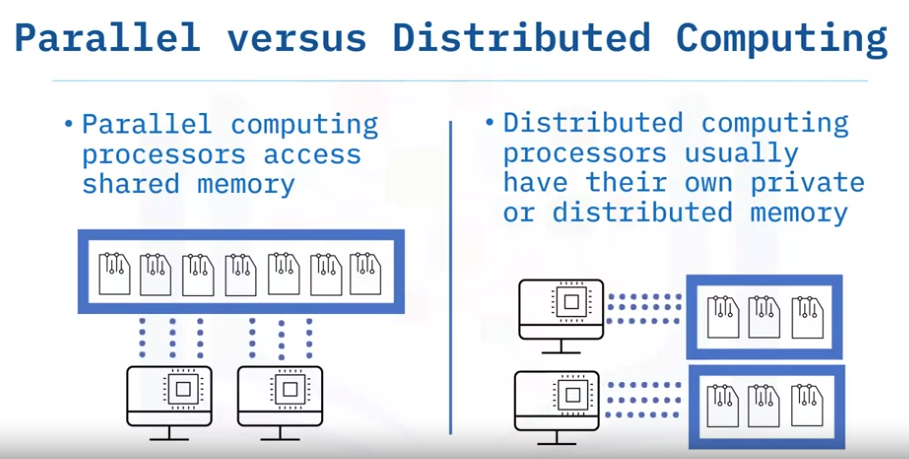 Parallel versus Distributed Computing
• Parallel computing
processors access
shared memory
• Distributed computing
processors usually
have their own private
or distributed memory